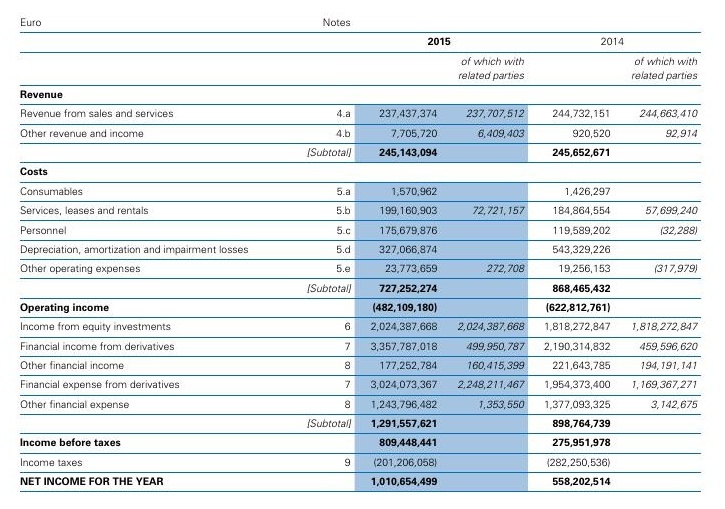 Euro Notes
2015 2014
of which with related parties of which with related parties
Revenue
Revenue from sales and services 4.a 237,437,374 237,707,512 244,732,151 244,663,410
Other revenue and income 4.b 7,705,720 6,409,403 920,520 92,914
[Subtotal] 245,143,094 245,652,671
Costs
Consumables 5.a 1,570,962 1,426,297
Services, leases and rentals 5.b 199,160,903 72,721,157 184,864,554 57,699,240
Personnel 5.c 175,679,876 119,589,202 (32,288)
Depreciation, amortization and impairment losses 5.d 327,066,874 543,329,226
Other operating expenses 5.e 23,773,659 272,708 19,256,153 (317,979)
[Subtotal] 727,252,274 868,465,432
Operating income (482,109,180) (622,812,761)
Income from equity investments 6 2,024,387,668 2,024,387,668 1,818,272,847 1,818,272,847
Financial income from derivatives 7 3,357,787,018 499,950,787 2,190,314,832 459,596,620
Other financial income 8 177,252,784 160,415,399 221,643,785 194,191,141
Financial expense from derivatives 7 3,024,073,367 2,248,211,467 1,954,373,400 1,169,367,271
Other financial expense 8 1,243,796,482 1,353,550 1,377,093,325 3,142,675
[Subtotal] 1,291,557,621 898,764,739
Income before taxes 809,448,441 275,951,978
Income taxes 9 (201,206,058) (282,250,536)
NET INCOME FOR THE YEAR 1,010,654,499 558,202,514